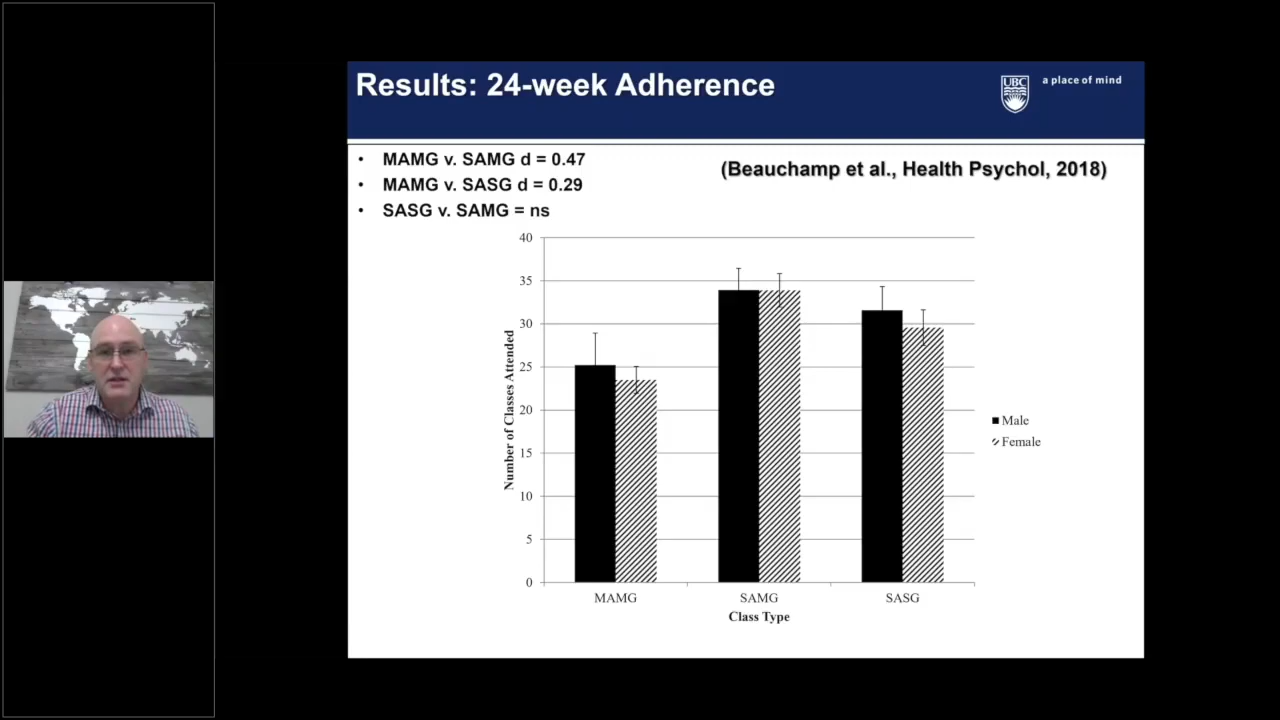 Results: 24-week Adherence
UBC
a place of mind
• MAMG v. SAMG d = 0.47
• MAMG v. SASG d = 0.29
• SASG v. SAMG = ns
(Beauchamp et al., Health Psychol, 2018)
40
35
30
25
20
15
10
5
0
Number of Classes Attended
MAMG
SAMG
SASG
Class Type
Male
Female